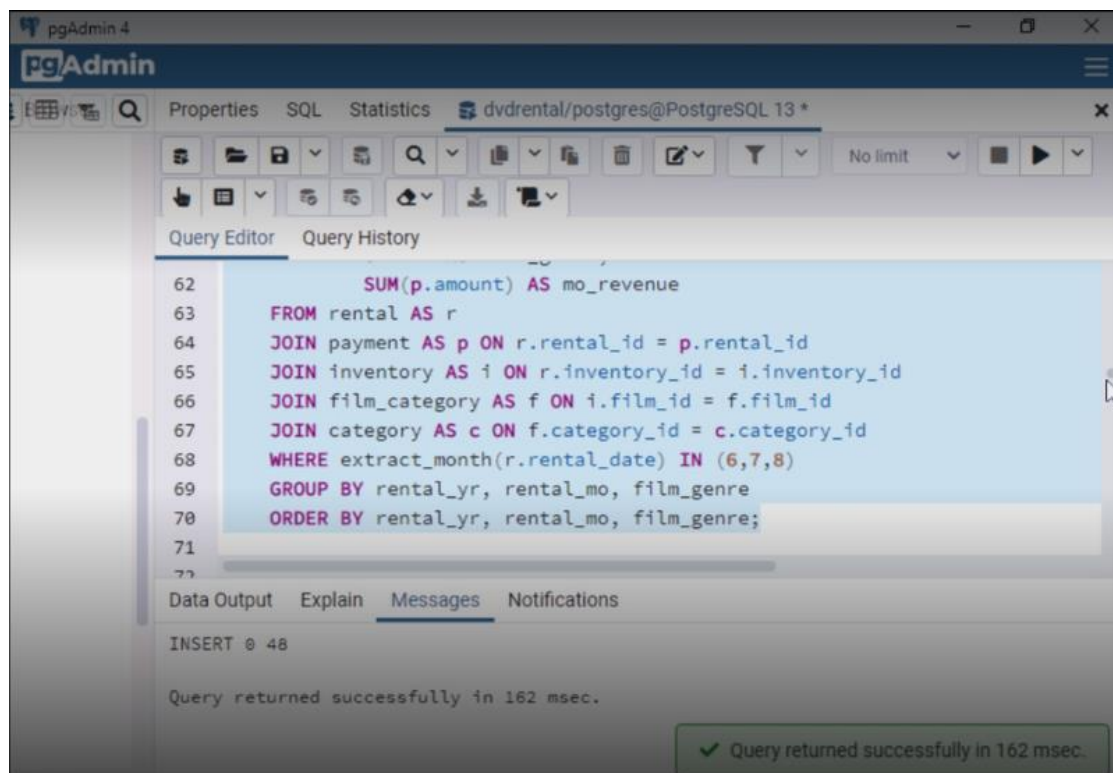 pgAdmin 4
pgAdmin
Properties SQL Statistics dvdrental/postgres@PostgreSQL 13 *
No limit
Query Editor Query History
62 SUM(p.amount) AS mo_revenue
63 FROM rental AS r
64 JOIN payment AS p ON r.rental_id = p.rental_id
65 JOIN inventory AS i ON r.inventory_id = i.inventory_id
66 JOIN film_category AS f ON i.film_id = f.film_id
67 JOIN category AS c ON f.category_id = c.category_id
68 WHERE extract_month(r.rental_date) IN (6,7,8)
69 GROUP BY rental_yr, rental_mo, film_genre
70 ORDER BY rental_yr, rental_mo, film_genre;
71
72
Data Output Explain Messages Notifications
INSERT 0 48
Query returned successfully in 162 msec.
Query returned successfully in 162 msec.